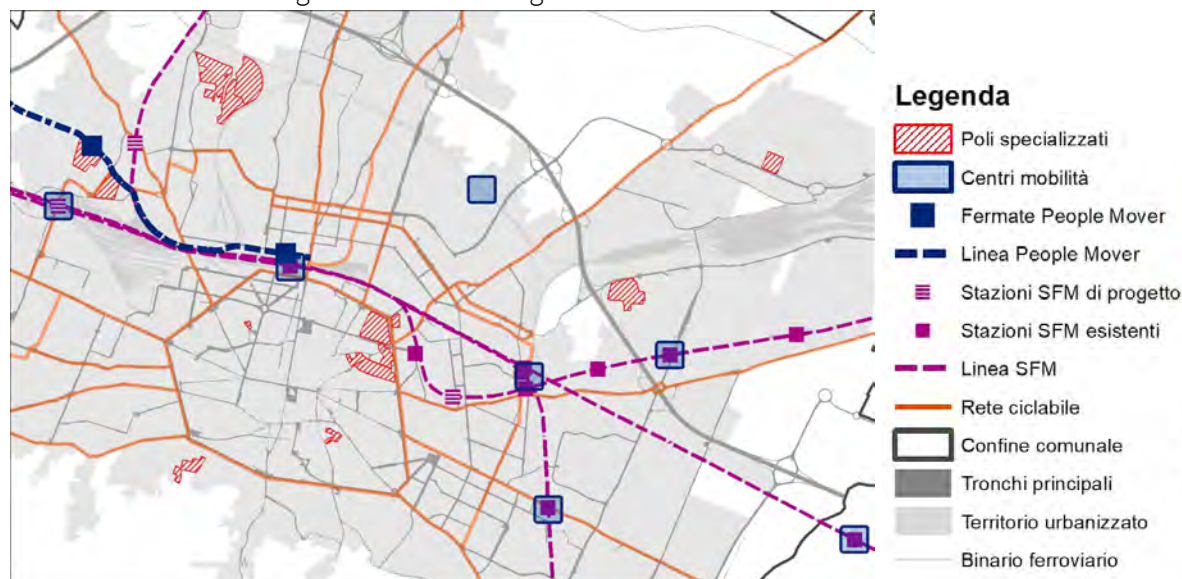 Legenda
Poli specializzati
Centri mobilità
Fermate People Mover
Linea People Mover
Stazioni SFM di progetto
Stazioni SFM esistenti
Linea SFM
Rete ciclabile
Confine comunale
Tronchi principali
Territorio urbanizzato
Binario ferroviario